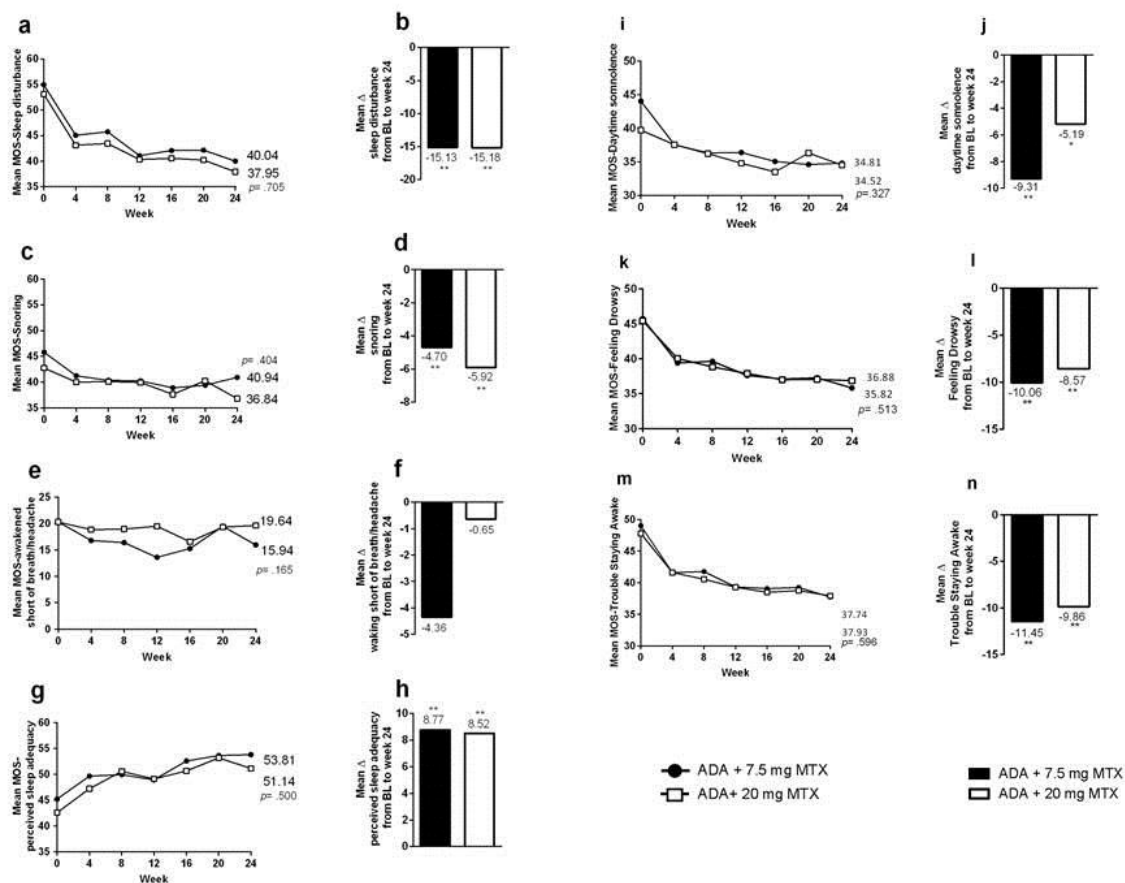 a
Mean MOS-Sleep disturbance
60
55
50
45
40
35
0 4 8 12 16 20 24
Week
40.04
37.95
p= .705
b
Mean Δ
sleep disturbance
from BL to week 24
0
-5
-10
-15
-20
-15.13
**
-15.18
**
c
Mean MOS-Snoring
60
55
50
45
40
35
0 4 8 12 16 20 24
Week
p= .404
40.94
36.84
d
Mean Δ
snoring
from BL to week 24
0
-2
-4
-6
-8
-4.70
**
-5.92
**
e
Mean MOS-awakened
short of breath/headache
25
20
15
10
5
0
0 4 8 12 16 20 24
Week
19.64
15.94
p= .165
f
Mean Δ
waking short of breath/headache
from BL to week 24
0
-1
-2
-3
-4
-5
-4.36
-0.65
g
Mean MOS-
perceived sleep adequacy
60
55
50
45
40
35
0 4 8 12 16 20 24
Week
53.81
51.14
p= .500
h
Mean Δ
perceived sleep adequacy
from BL to week 24
10
8
6
4
2
0
**
8.77
**
8.52
i
Mean MOS-Daytime somnolence
50
45
40
35
30
0 4 8 12 16 20 24
Week
34.81
34.52
p=.327
j
Mean Δ
daytime somnolence
from BL to week 24
0
-2
-4
-6
-8
-10
-9.31
**
-5.19
*
k
Mean MOS-Feeling Drowsy
50
45
40
35
30
0 4 8 12 16 20 24
Week
36.88
35.82
p= .513
l
Mean Δ
Feeling Drowsy
from BL to week 24
0
-5
-10
-15
-10.06
**
-8.57
**
m
Mean MOS-Trouble Staying Awake
50
45
40
35
30
0 4 8 12 16 20 24
Week
37.74
37.93
p= .596
n
Mean Δ
Trouble Staying Awake
from BL to week 24
0
-5
-10
-15
-11.45
**
-9.86
**
ADA + 7.5 mg MTX
ADA+ 20 mg MTX
ADA + 7.5 mg MTX
ADA + 20 mg MTX